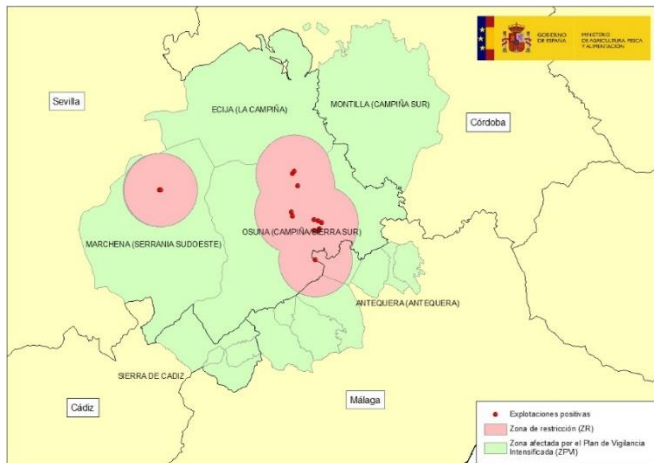 GOBIERNO
DE ESPAÑA
MINISTERIO
DE AGRICULTURA, PESCA
Y ALIMENTACIÓN
Sevilla
ECIJA (LA CAMPIÑA)
MONTILLA (CAMPIÑA SUR)
Córdoba
MARCHENA (SERRANIA SUDOESTE)
OSUNA (CAMPIÑA/SIERRA SUR)
ANTEQUERA (ANTEQUERA)
SIERRA DE CADIZ
Cádiz
Málaga
Explotaciones positivas
Zona de restricción (ZR)
Zona afectada por el Plan de Vigilancia
Intensificada (ZPVI)